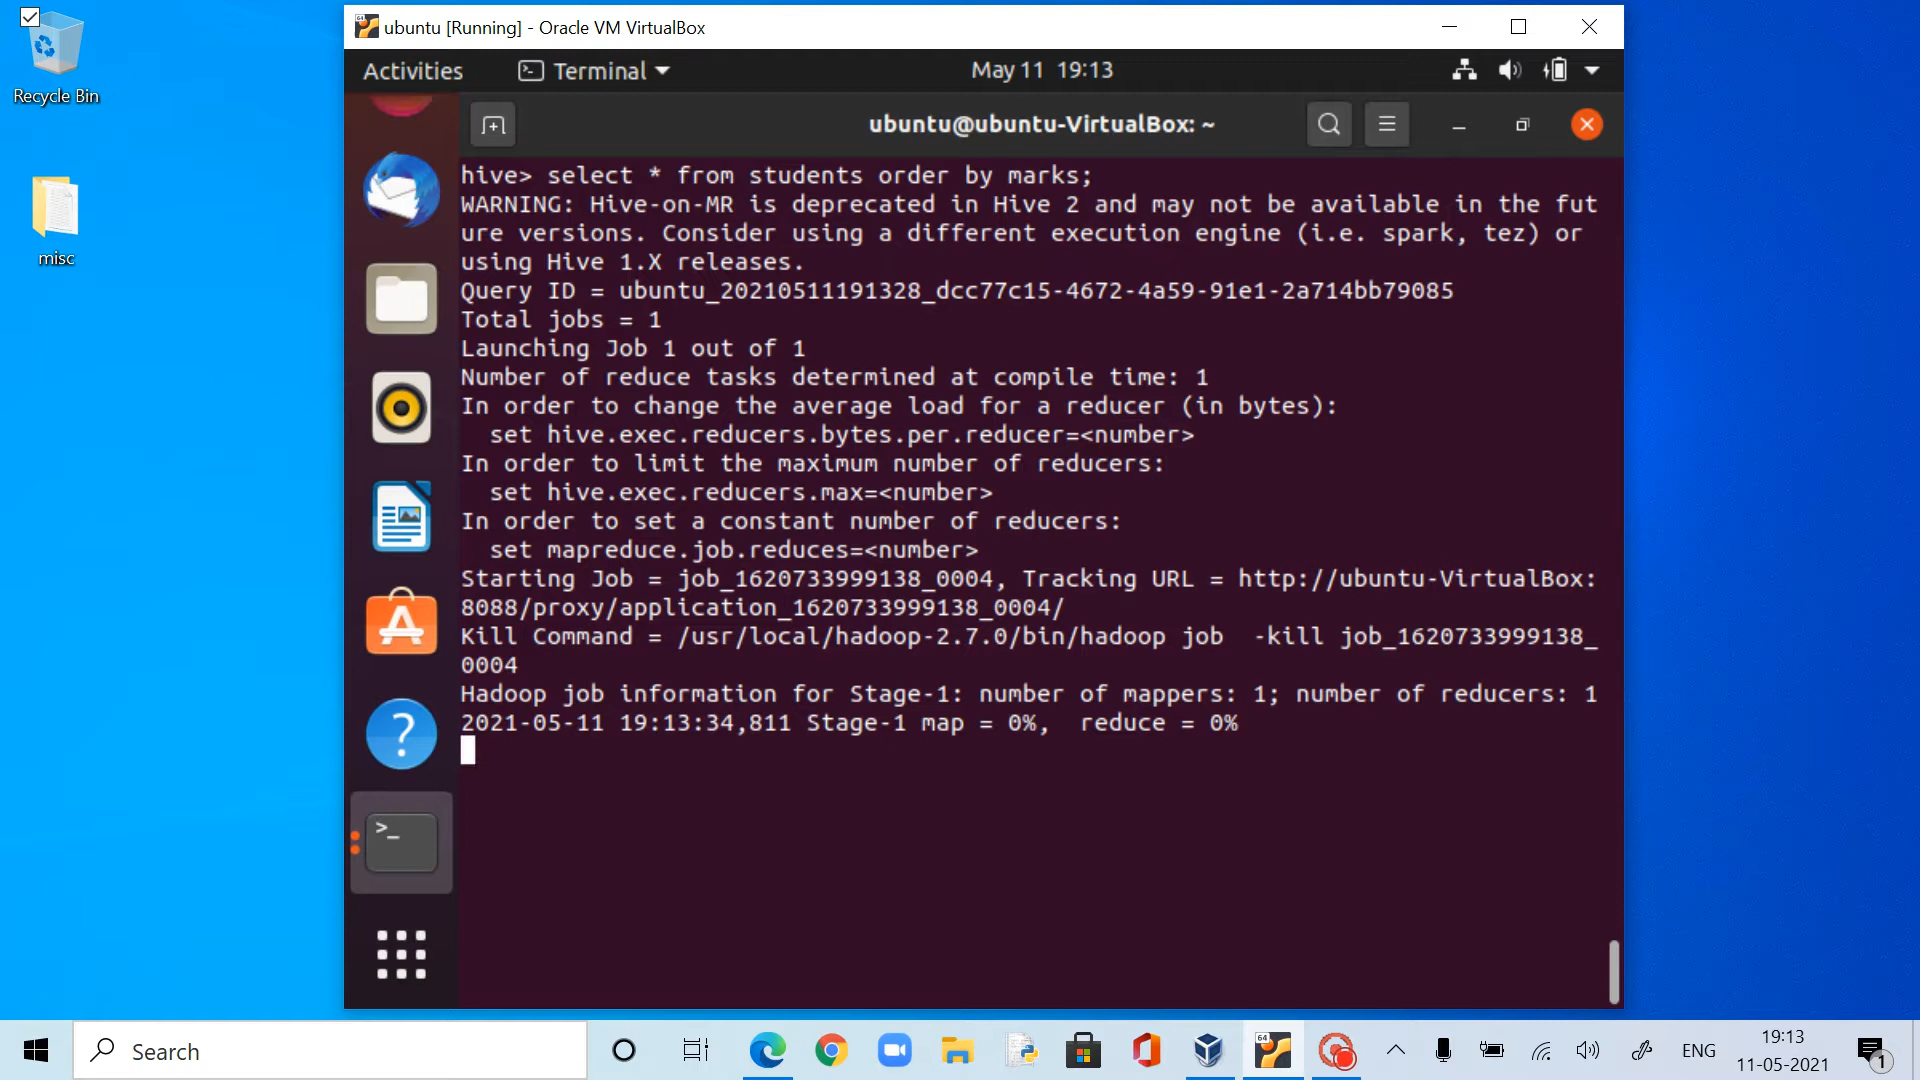 ubuntu [Running] - Oracle VM VirtualBox
Recycle Bin
misc
Activities
Terminal
May 11 19:13
ubuntu@ubuntu-VirtualBox: ~
hive> select * from students order by marks;
WARNING: Hive-on-MR is deprecated in Hive 2 and may not be available in the fut
ure versions. Consider using a different execution engine (i.e. spark, tez) or
using Hive 1.X releases.
Query ID = ubuntu_20210511191328_dcc77c15-4672-4a59-91e1-2a714bb79085
Total jobs = 1
Launching Job 1 out of 1
Number of reduce tasks determined at compile time: 1
In order to change the average load for a reducer (in bytes):
  set hive.exec.reducers.bytes.per.reducer=<number>
In order to limit the maximum number of reducers:
  set hive.exec.reducers.max=<number>
In order to set a constant number of reducers:
  set mapreduce.job.reduces=<number>
Starting Job = job_1620733999138_0004, Tracking URL = http://ubuntu-VirtualBox:
8088/proxy/application_1620733999138_0004/
Kill Command = /usr/local/hadoop-2.7.0/bin/hadoop job  -kill job_1620733999138_
0004
Hadoop job information for Stage-1: number of mappers: 1; number of reducers: 1
2021-05-11 19:13:34,811 Stage-1 map = 0%,  reduce = 0%
Search
64
ENG
19:13
11-05-2021
1